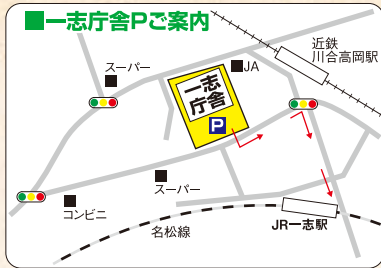 ■一志庁舎Pご案内
近鉄
川合高岡駅
スーパー
JA
一志
庁舎
P
スーパー
コンビニ
名松線
JR一志駅